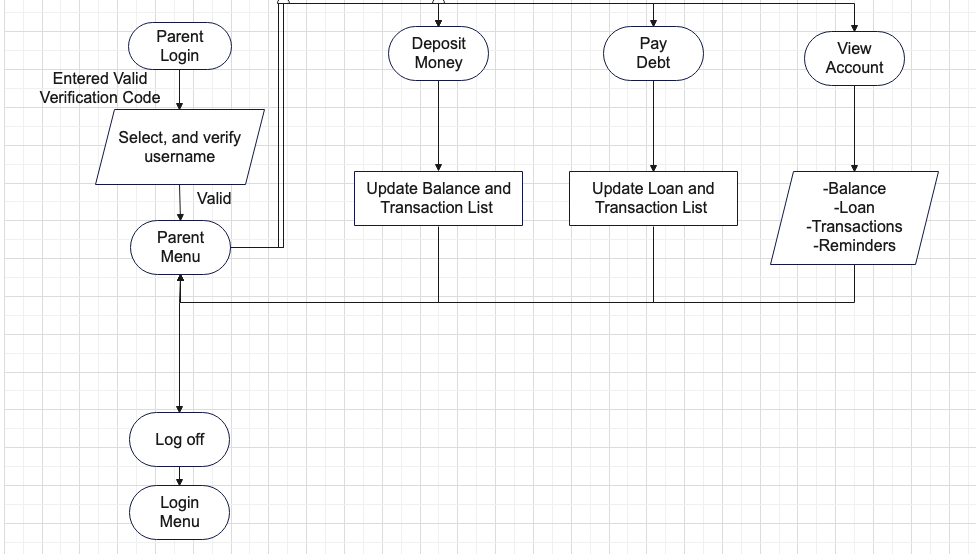 Parent
Login
Entered Valid
Verification Code
Select, and verify
username
Valid
Parent
Menu
Log off
Login
Menu
Deposit
Money
Update Balance and
Transaction List
Pay
Debt
Update Loan and
Transaction List
View
Account
-Balance
-Loan
-Transactions
-Reminders